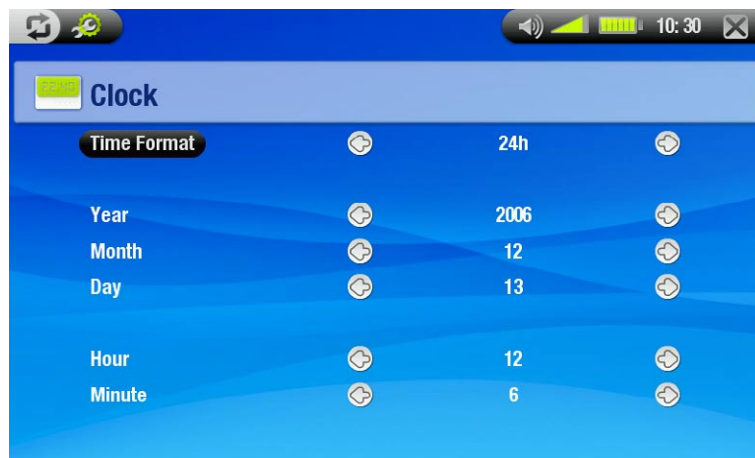 10:30
Clock
Time Format 24h
Year 2006
Month 12
Day 13
Hour 12
Minute 6